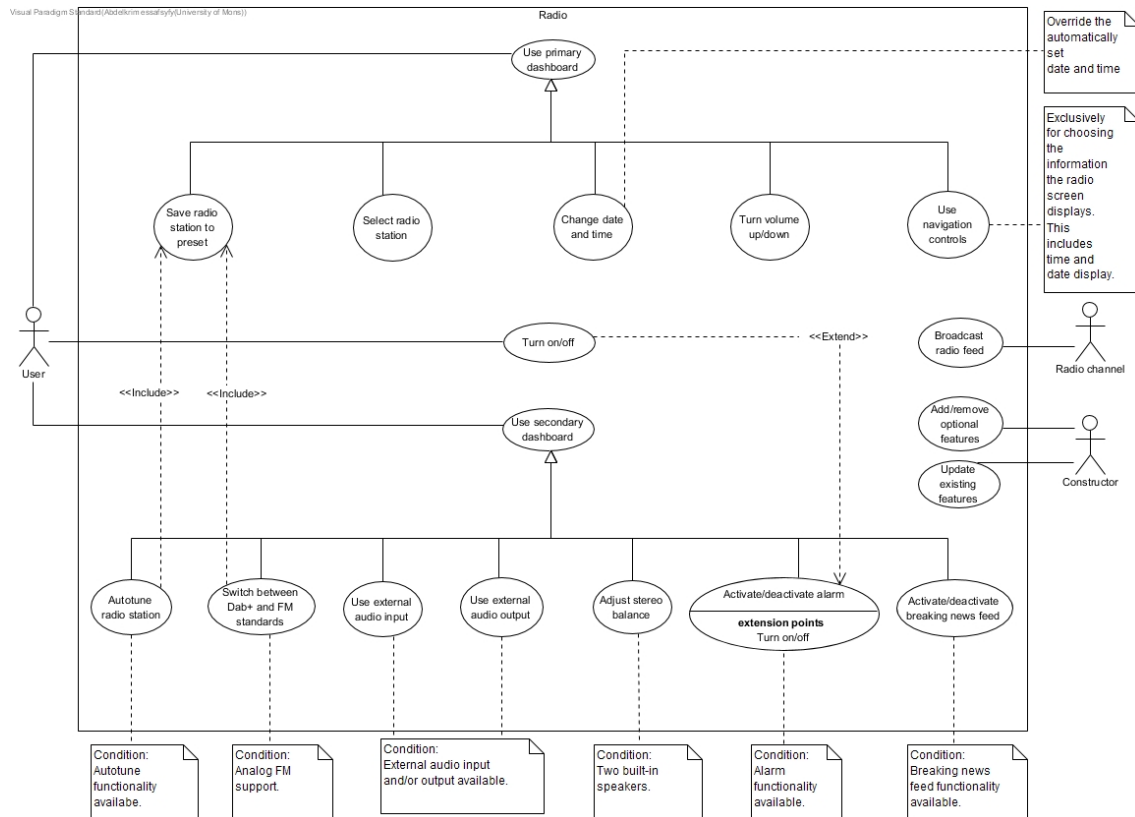 Visual Paradigm Standard(Abdelkrimessafsyfy(University of Mons))
Radio
Use primary
dashboard
Override the
automatically
set
date and time
Exclusively
for choosing
the
information
the radio
screen
displays.
This
includes
time and
date display.
Save radio
station to
preset
Select radio
station
Change date
and time
Turn volume
up/down
Use
navigation
controls
User
Turn on/off
<<Extend>>
Broadcast
radio feed
Radio channel
<<Include>>
<<Include>>
Use secondary
dashboard
Add/remove
optional
features
Update
existing
features
Constructor
Autotune
radio station
Switch between
Dab+ and FM
standards
Use external
audio input
Use external
audio output
Adjust stereo
balance
Activate/deactivate alarm
extension points
Turn on/off
Activate/deactivate
breaking news feed
Condition:
Autotune
functionality
availabe.
Condition:
Analog FM
support.
Condition:
External audio input
and/or output available.
Condition:
Two built-in
speakers.
Condition:
Alarm
functionality
available.
Condition:
Breaking news
feed functionality
available.